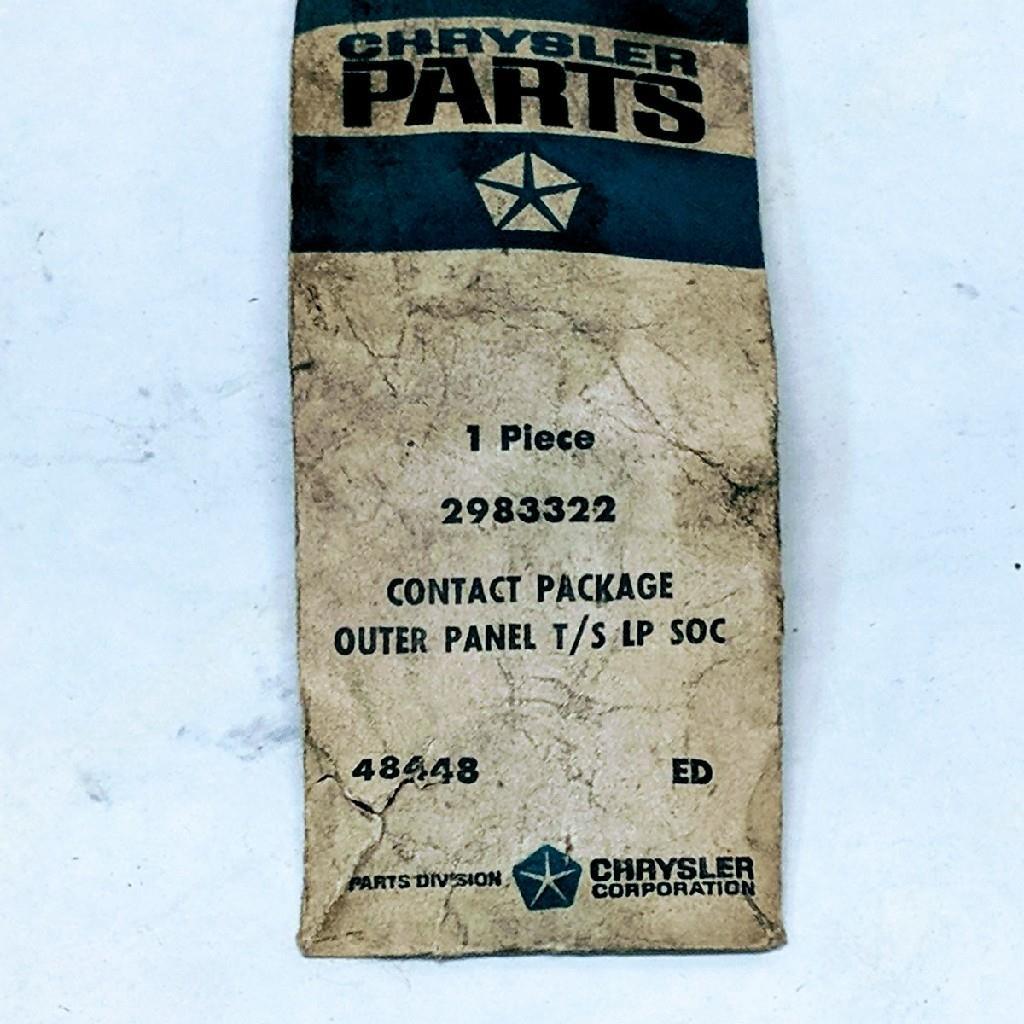 CHRYSLER
PARTS
1 Piece
2983322
CONTACT PACKAGE
OUTER PANEL T/S LP SOC
48448 ED
PARTS DIVISION CHRYSLER
CORPORATION